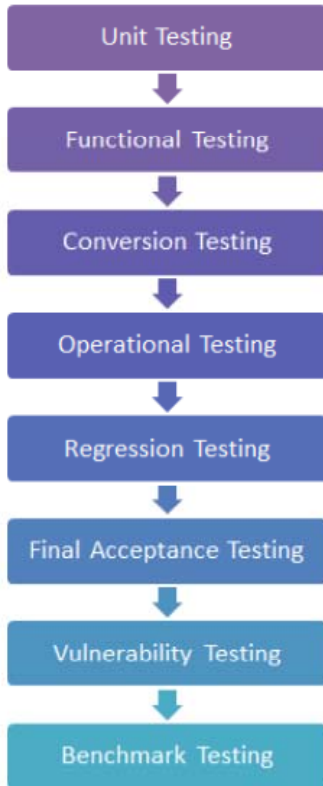 Unit Testing
Functional Testing
Conversion Testing
Operational Testing
Regression Testing
Final Acceptance Testing
Vulnerability Testing
Benchmark Testing